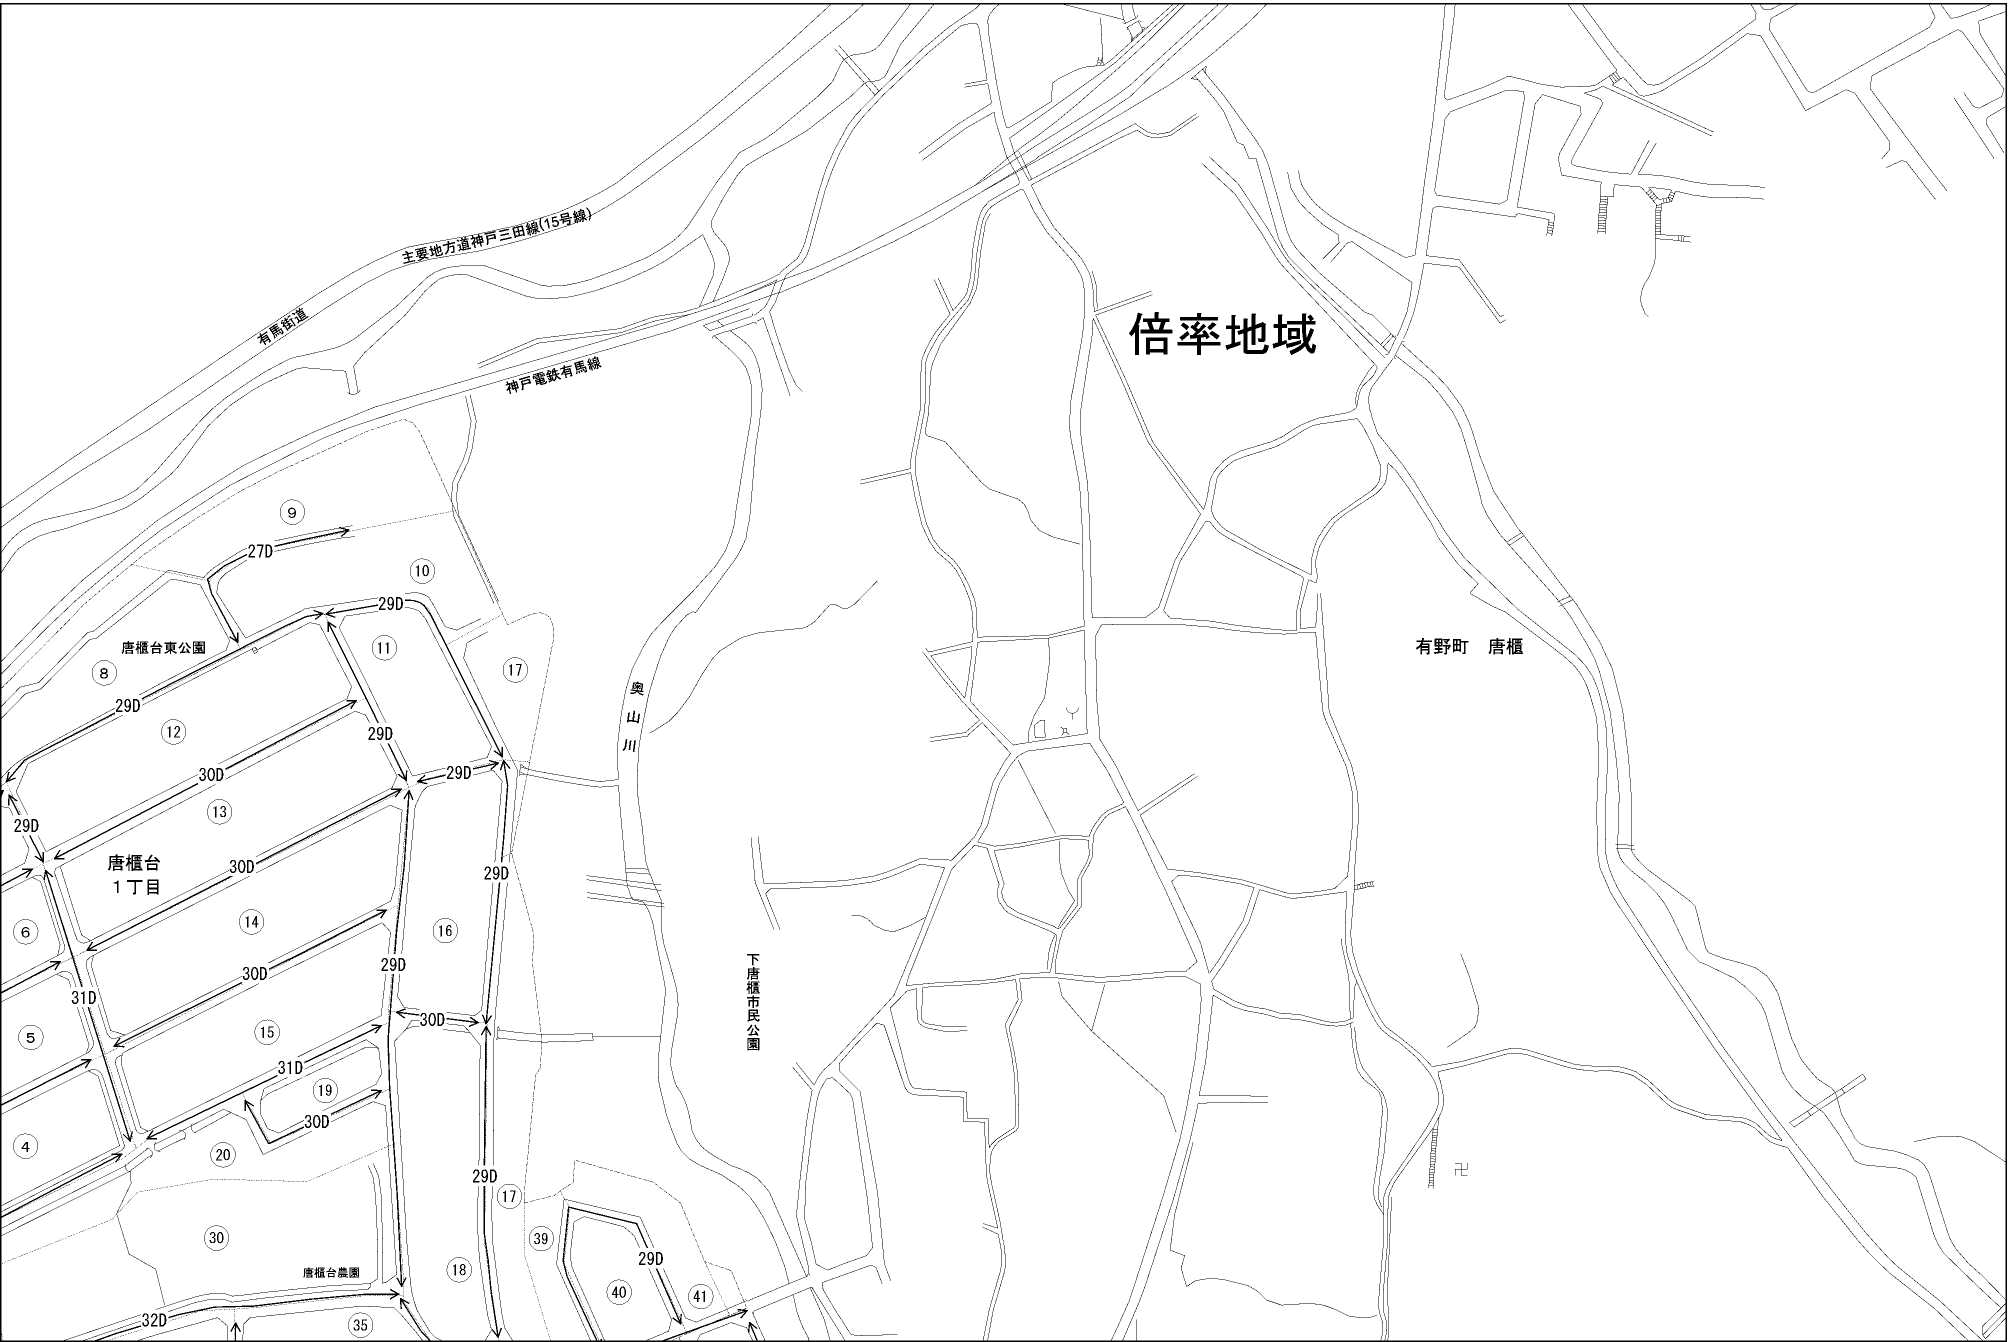 主要地方道神戸三田線(15号線)
有馬街道
倍率地域
神戸電鉄有馬線
9
27D
10
29D
唐櫃台東公園
11
有野町 唐櫃
8
17
奥山川
29D
12
29D
30D
29D
13
29D
唐櫃台
1丁目
30D
29D
14
16
6
下唐櫃市民公園
29D
30D
31D
30D
15
5
31D
19
30D
4
20
29D
17
卍
30
39
29D
唐櫃台農園
18
40
41
32D
35